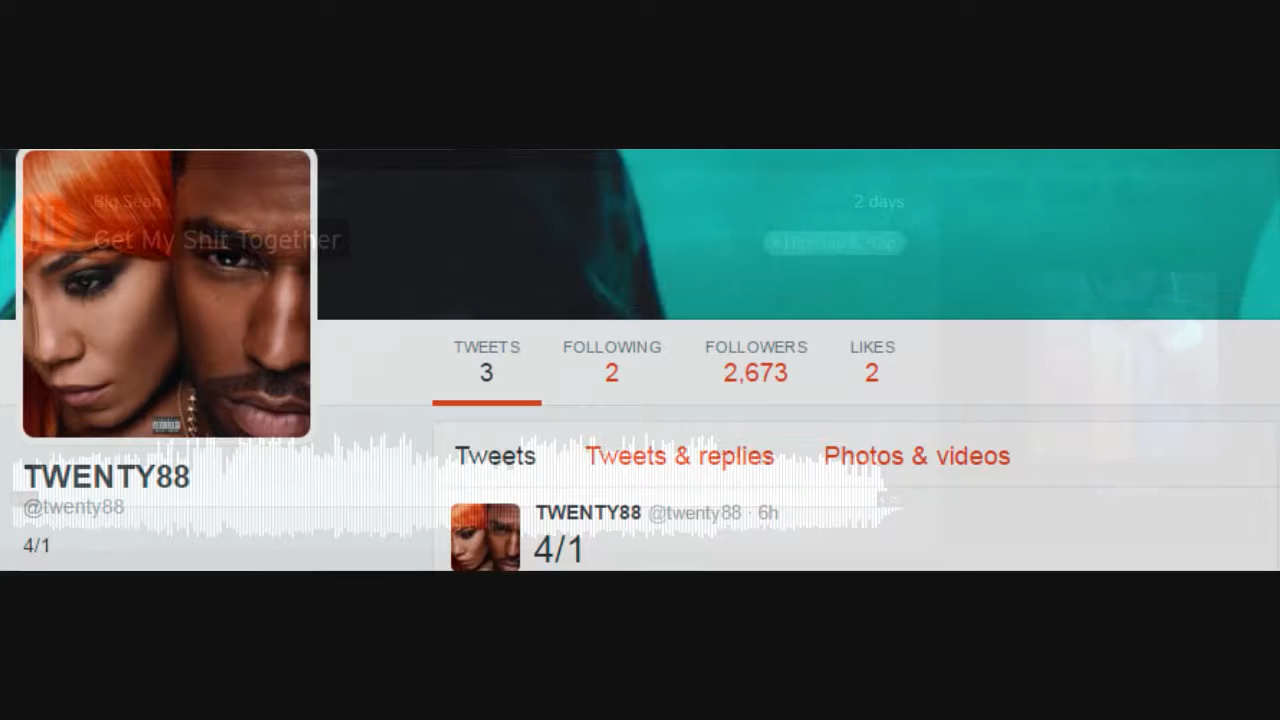 Big Sean
2 days
Get My Shit Together
TWEETS FOLLOWING FOLLOWERS LIKES
3 2 2,673 2
Tweets Tweets & replies Photos & videos
TWENTY88
@twenty88
4/1
TWENTY88 @twenty88 · 6h
4/1